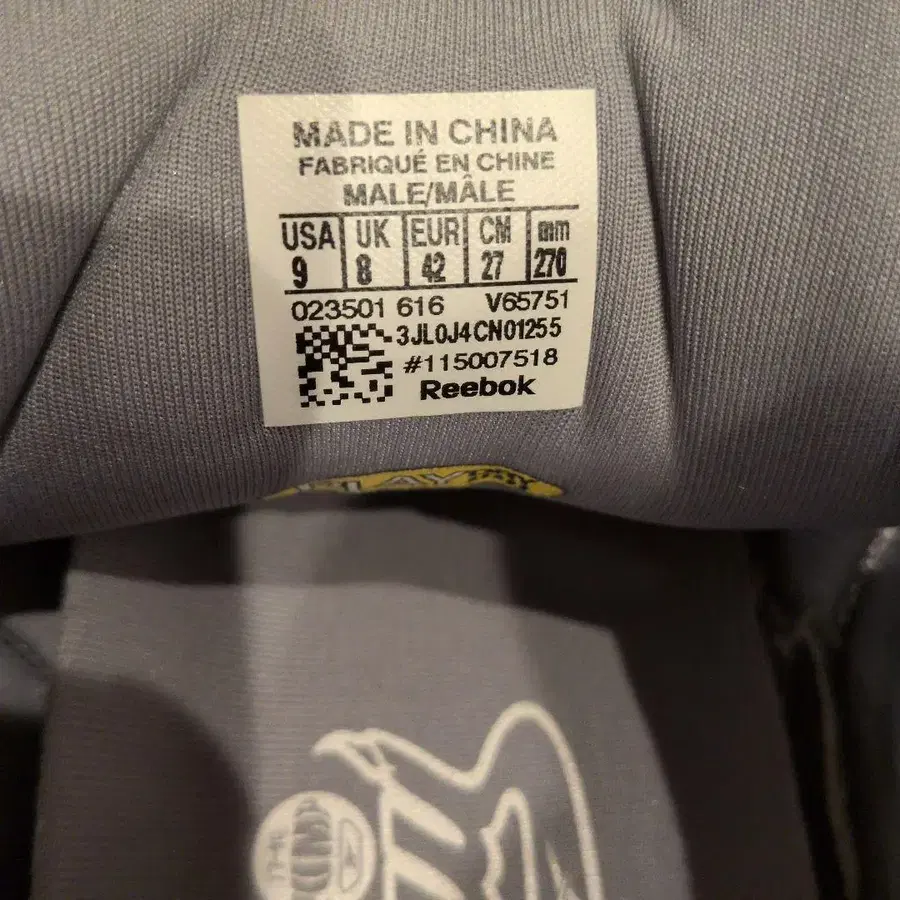 MADE IN CHINA
FABRIQUÉ EN CHINE
MALE/MÂLE
USA UK EUR CM mm
9 8 42 27 270
023501 616 V65751
3JL0J4CN01255
#115007518
Reebok
PLAY